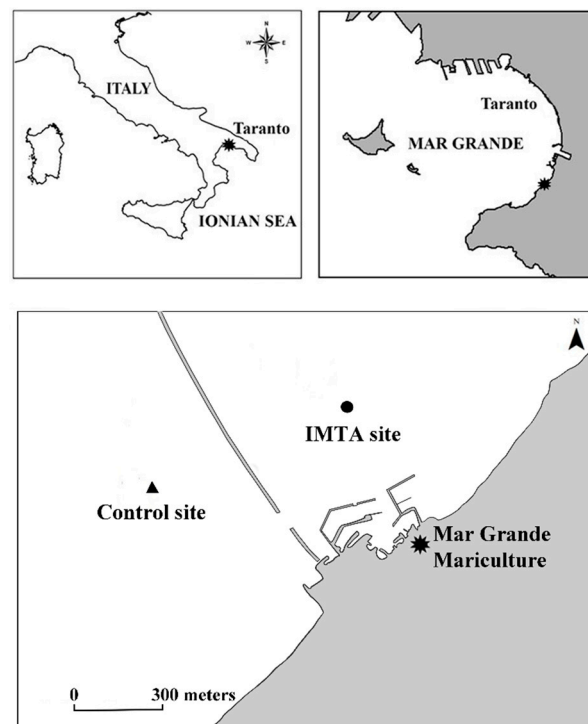 N
W E
S
ITALY
Taranto
IONIAN SEA
Taranto
MAR GRANDE
N
IMTA site
Control site
Mar Grande
Mariculture
0 300 meters